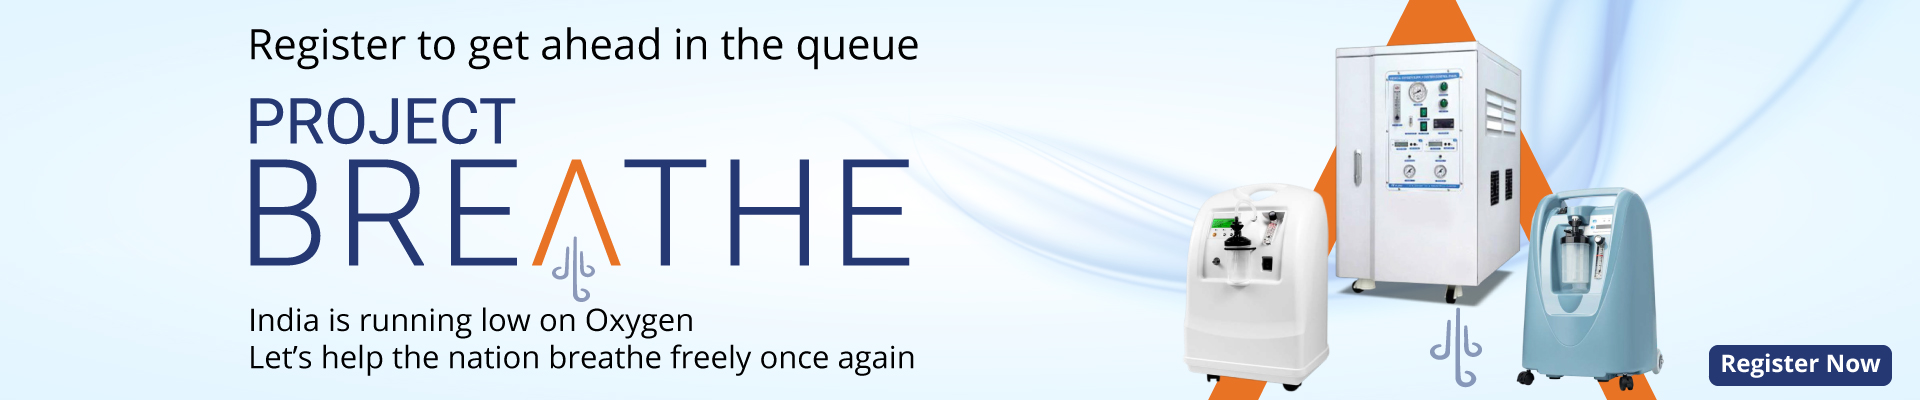 Register to get ahead in the queue
PROJECT
BREATHE
India is running low on Oxygen
Let’s help the nation breathe freely once again
Register Now